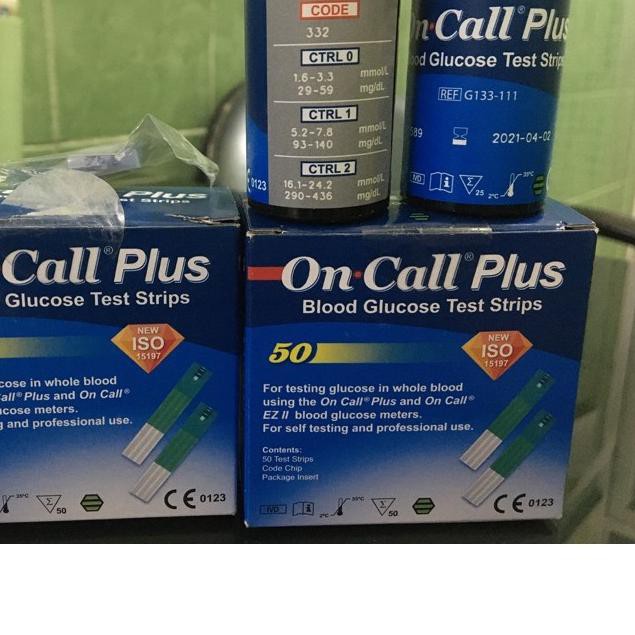 CODE
332
CTRL 0
1.6-3.3 mmol/L
29-59 mg/dL
CTRL 1
5.2-7.8 mmol/L
93-140 mg/dL
CTRL 2
16.1-24.2 mmol/L
290-436 mg/dL
0123
Call® Plus
Glucose Test Strips
REF G133-111
2021-04-02
IVD
25
2°C
35°C
Plus
Strips
Call® Plus
Glucose Test Strips
NEW
ISO
15197
in whole blood
Plus and On Call®
meters.
and professional use.
35°C
50
CE 0123
On·Call® Plus
Blood Glucose Test Strips
50
NEW
ISO
15197
For testing glucose in whole blood
using the On Call® Plus and On Call®
EZ II blood glucose meters.
For self testing and professional use.
Contents:
50 Test Strips
Code Chip
Package Insert
IVD
2°C
35°C
50
CE 0123